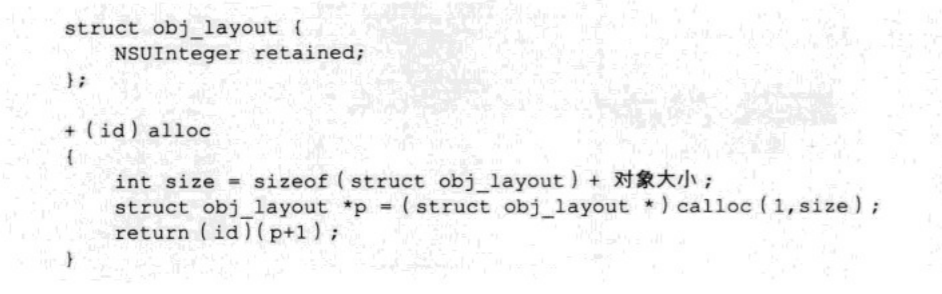 struct obj_layout {
    NSUInteger retained;
};

+ (id) alloc
{
    int size = sizeof (struct obj_layout) + 对象大小;
    struct obj_layout *p = (struct obj_layout *) calloc (1,size);
    return (id)(p+1);
}